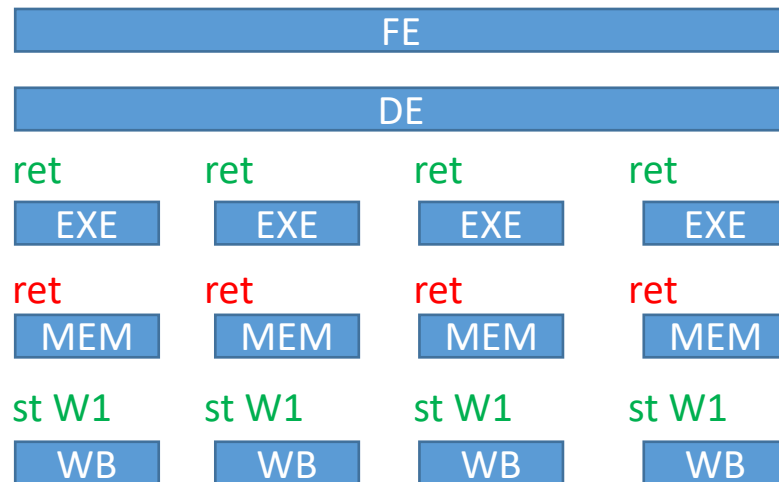 FE
DE
ret ret ret ret
EXE EXE EXE EXE
ret ret ret ret
MEM MEM MEM MEM
st W1 st W1 st W1 st W1
WB WB WB WB